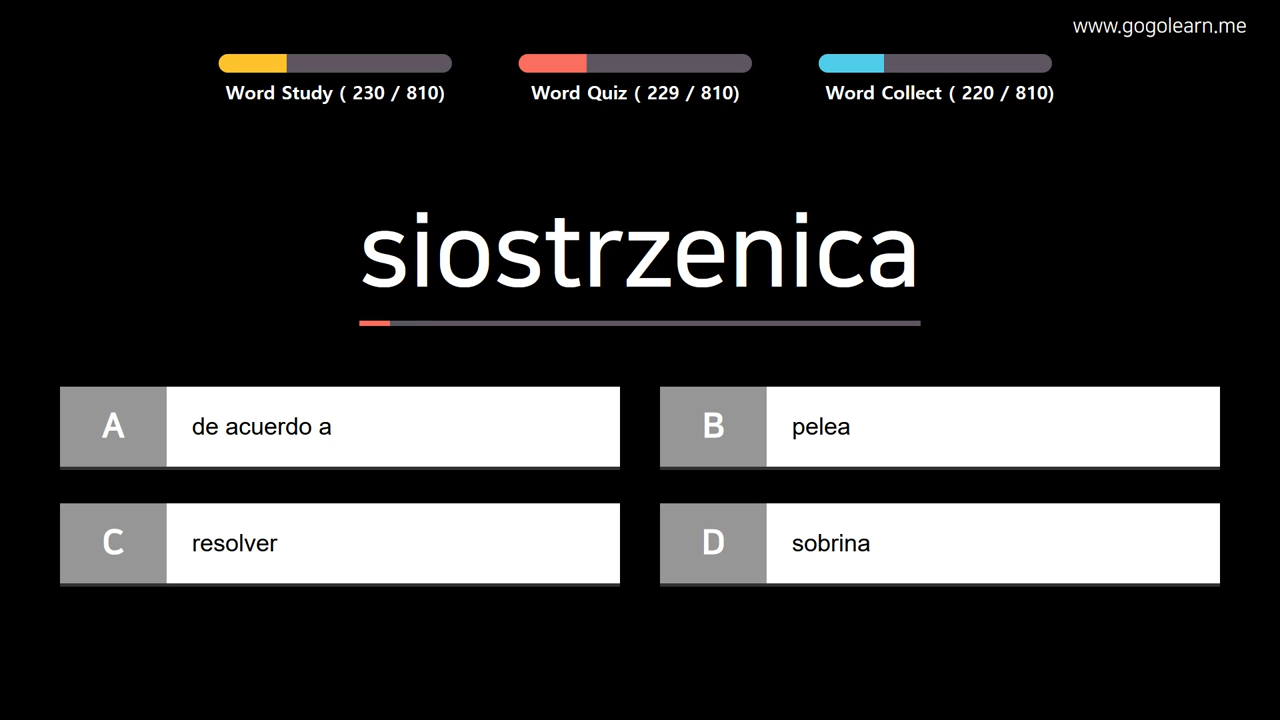 www.gogolearn.me
Word Study ( 230 / 810)
Word Quiz ( 229 / 810)
Word Collect ( 220 / 810)
siostrzenica
A de acuerdo a
B pelea
C resolver
D sobrina